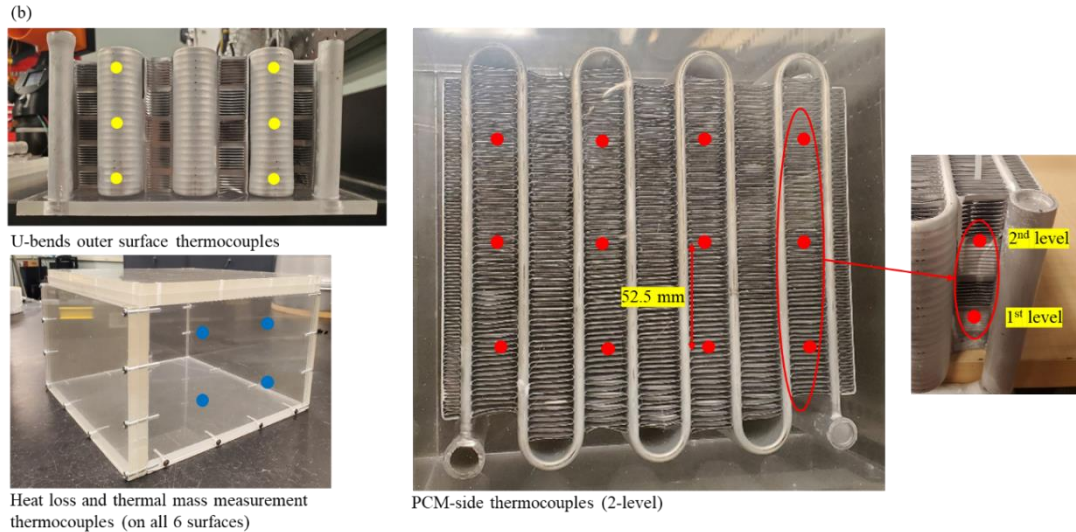 (b)
U-bends outer surface thermocouples
Heat loss and thermal mass measurement
thermocouples (on all 6 surfaces)
52.5 mm
PCM-side thermocouples (2-level)
2nd level
1st level